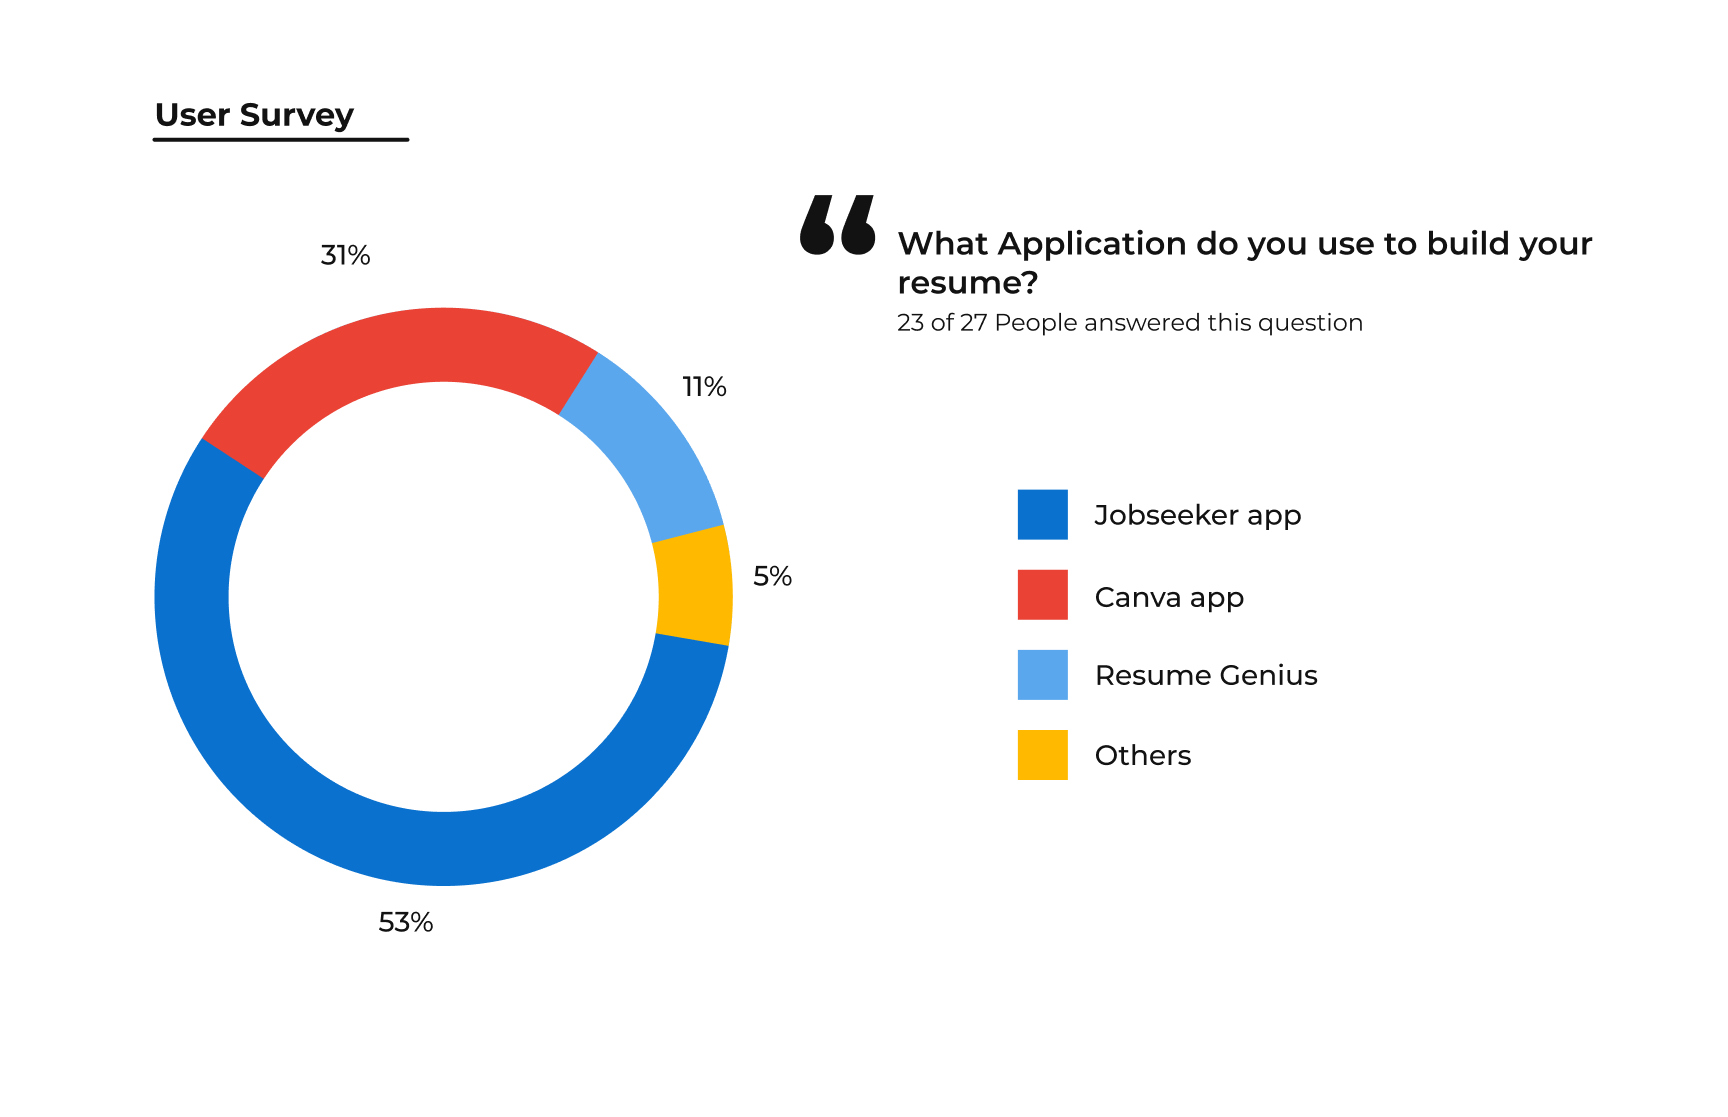 User Survey
“
What Application do you use to build your
resume?
23 of 27 People answered this question
31%
11%
5%
53%
Jobseeker app
Canva app
Resume Genius
Others